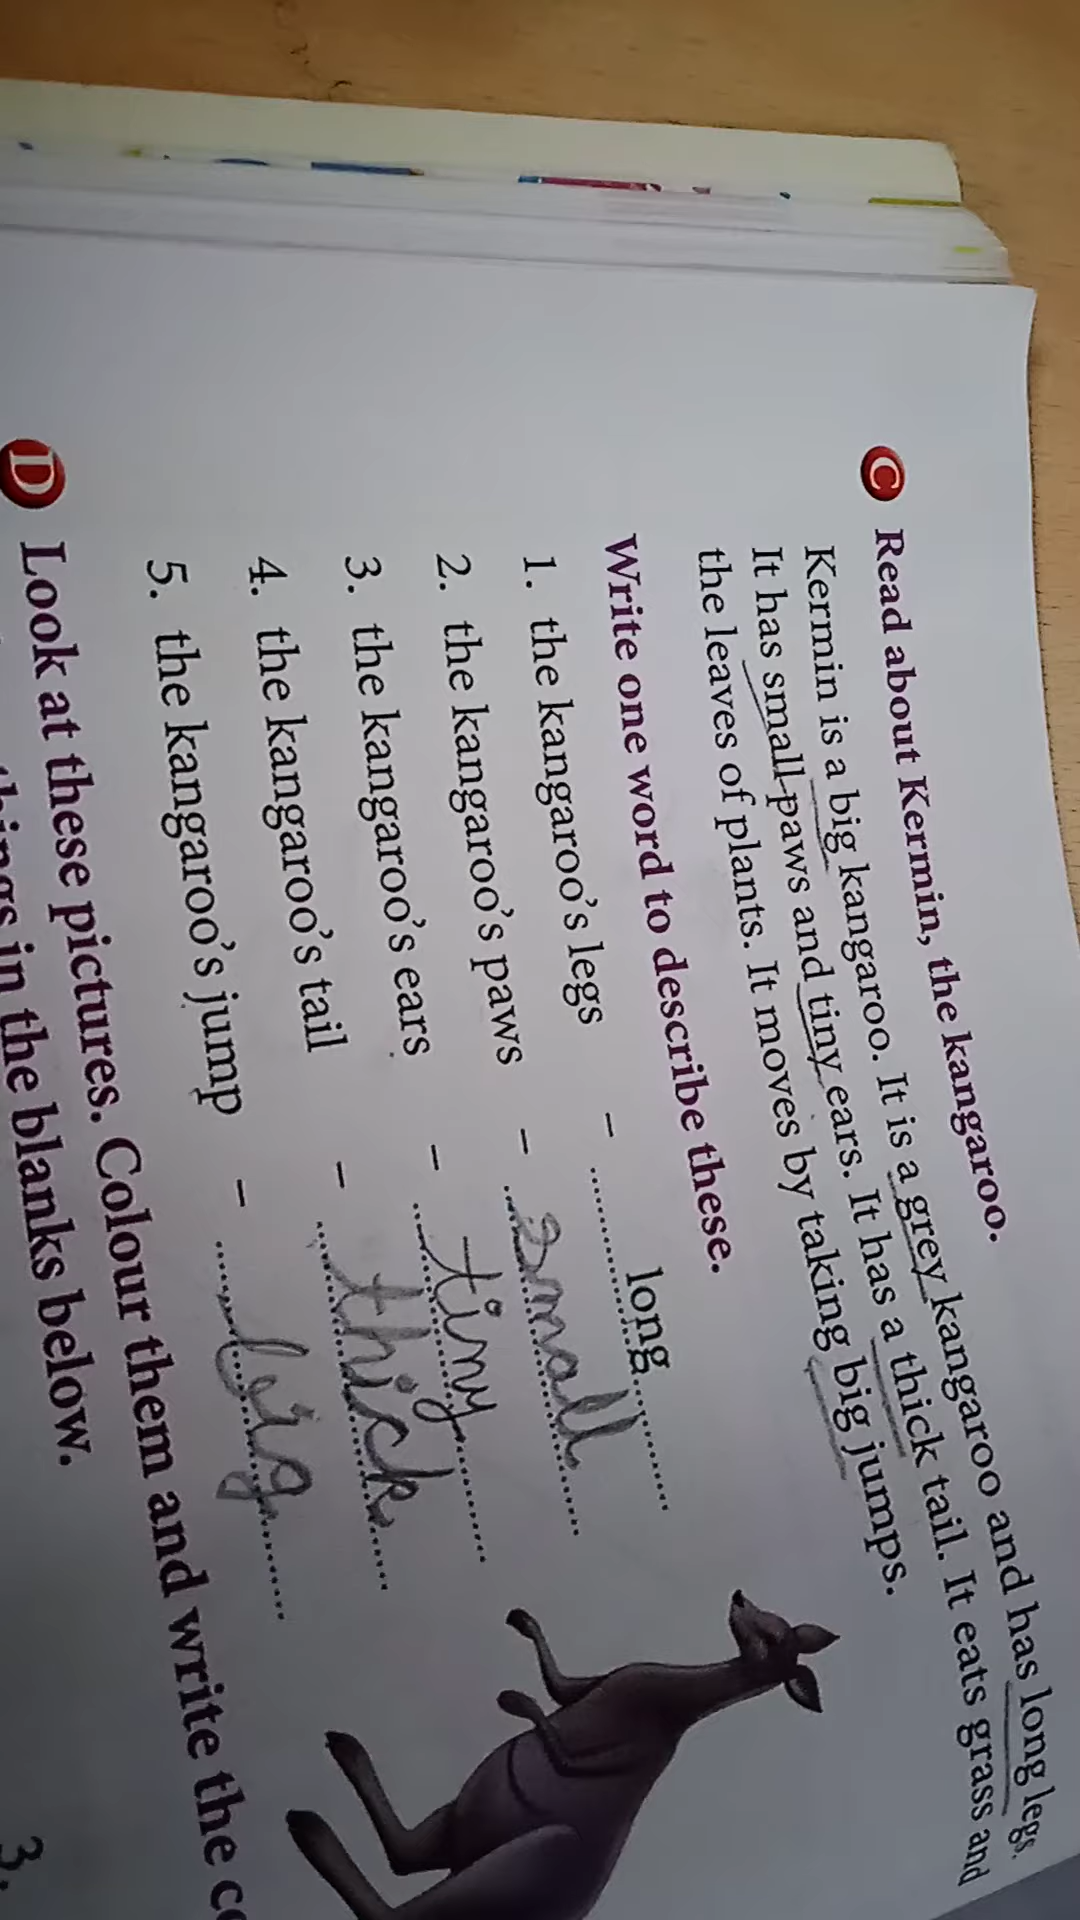 C Read about Kermin, the kangaroo.
Kermin is a big kangaroo. It is a grey kangaroo and has long legs.
It has small paws and tiny ears. It has a thick tail. It eats grass and
the leaves of plants. It moves by taking big jumps.
Write one word to describe these.
1. the kangaroo's legs – long
2. the kangaroo's paws – small
3. the kangaroo's ears – tiny
4. the kangaroo's tail – thick
5. the kangaroo's jump – big
D Look at these pictures. Colour them and write the
things in the blanks below.
3.